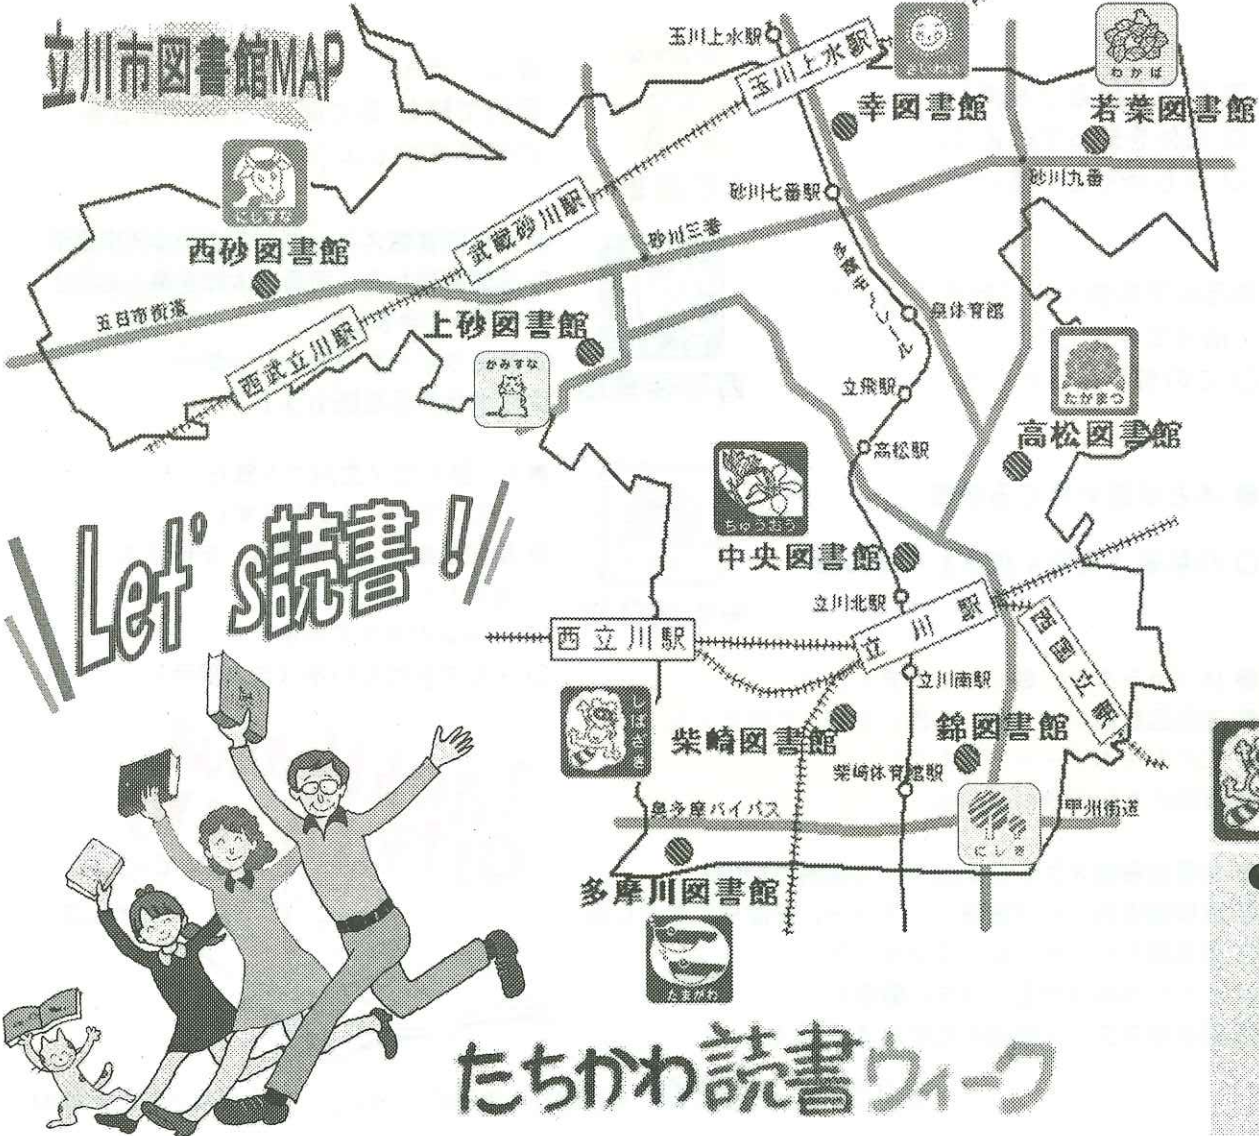 立川市図書館MAP
玉川上水駅
玉川上水駅
わかば
幸図書館
若葉図書館
にしすな
西砂図書館
武蔵砂川駅
砂川七番駅
砂川三番
砂川九番
五日市街道
西武立川駅
上砂図書館
かみすな
多摩モノレール
泉体育館
立飛駅
高松駅
たかまつ
高松図書館
ちゅうおう
中央図書館
Let's読書!
立川北駅
西立川駅
立川駅
西国立駅
立川南駅
しばさき
柴崎図書館
錦図書館
柴崎体育館駅
奥多摩バイパス
甲州街道
にしき
多摩川図書館
たまがわ
たちかわ読書ウィーク